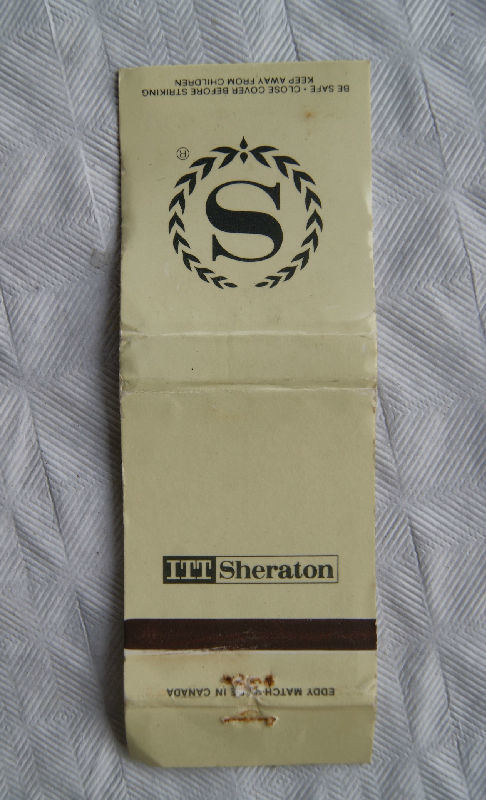 BE SAFE • CLOSE COVER BEFORE STRIKING
KEEP AWAY FROM CHILDREN
®
S
ITT Sheraton
EDDY MATCH IN CANADA